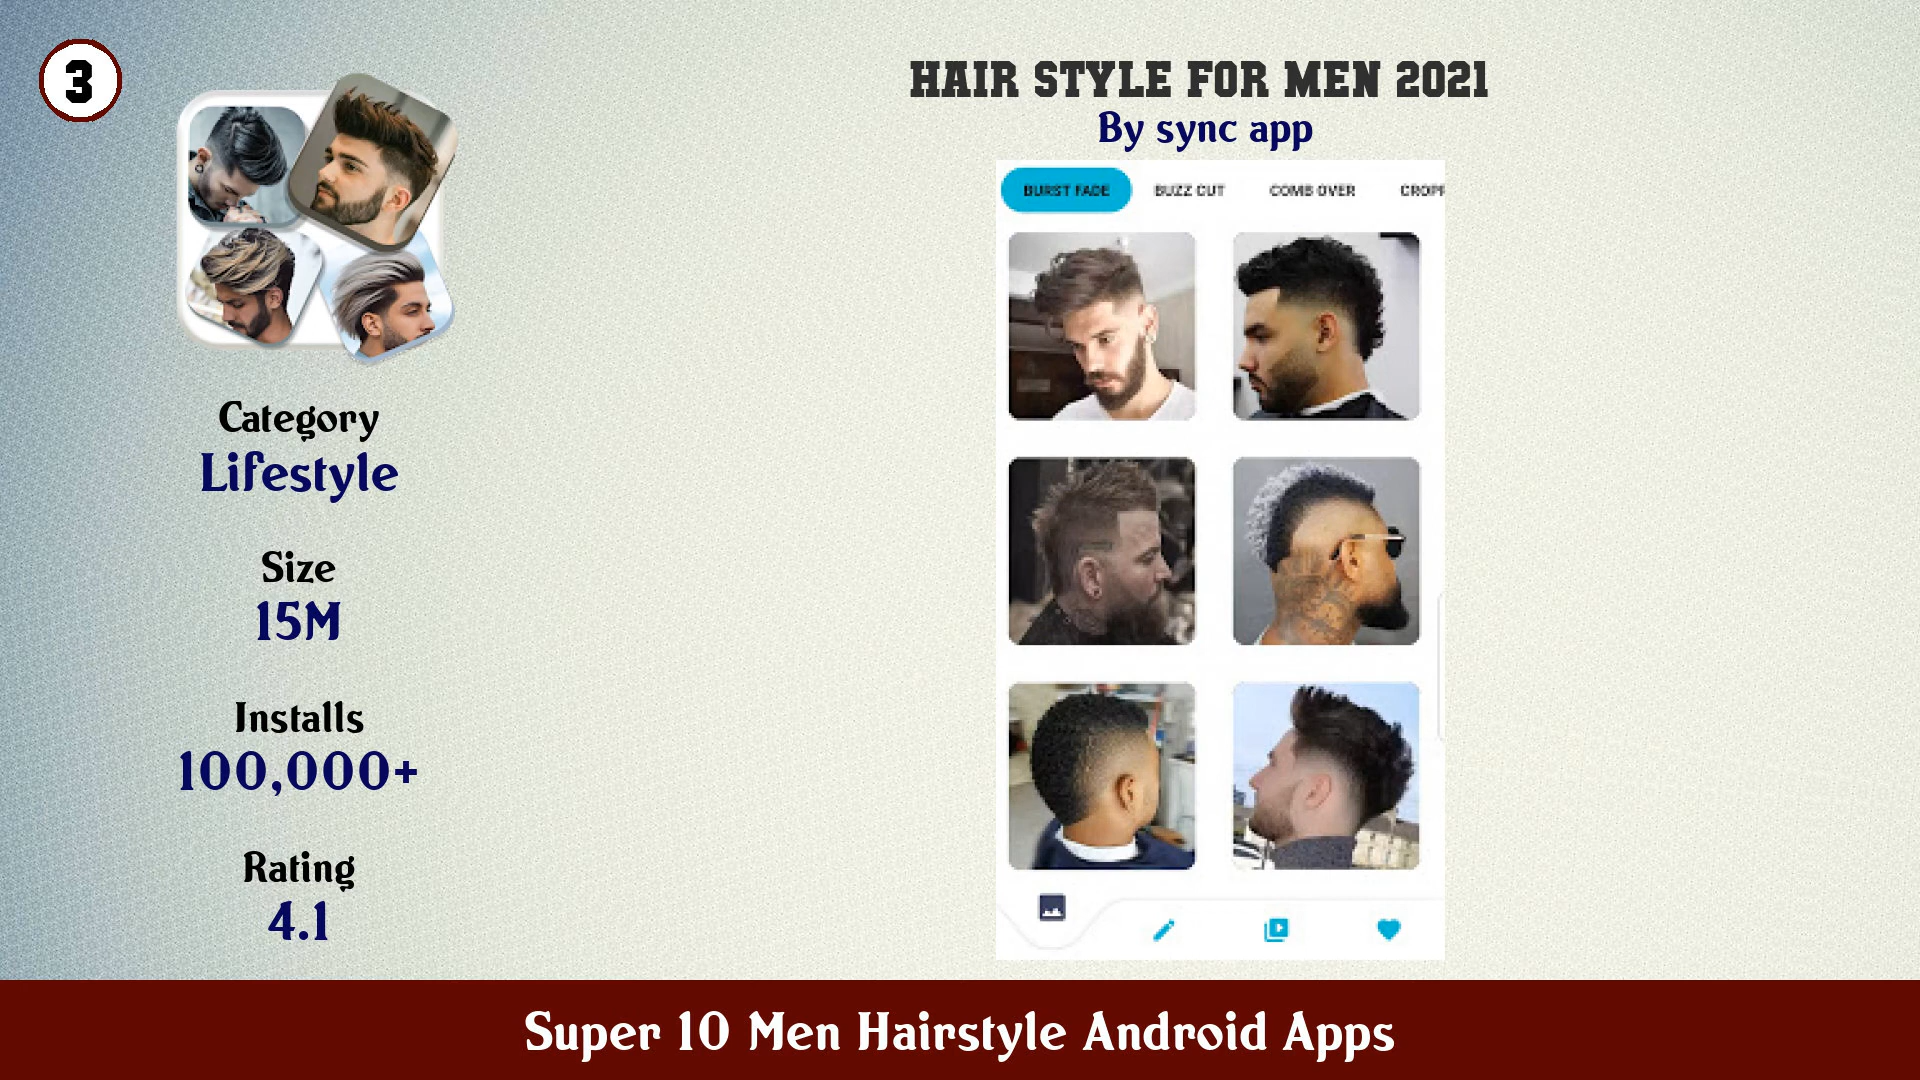 3
HAIR STYLE FOR MEN 2021
By sync app
BURST FADE BUZZ CUT COMB OVER
Category
Lifestyle
Size
15M
Installs
100,000+
Rating
4.1
Super 10 Men Hairstyle Android Apps